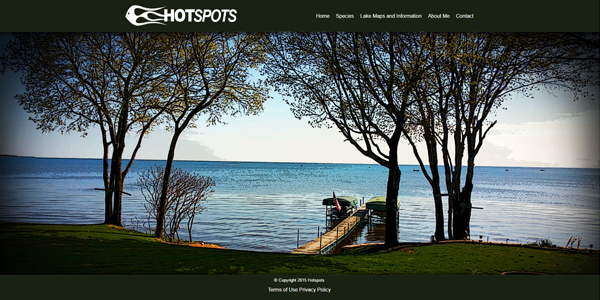 HOTSPOTS
Home Species Lake Maps and Information About Me Contact
© Copyright 2015 Hotspots
Terms of Use Privacy Policy